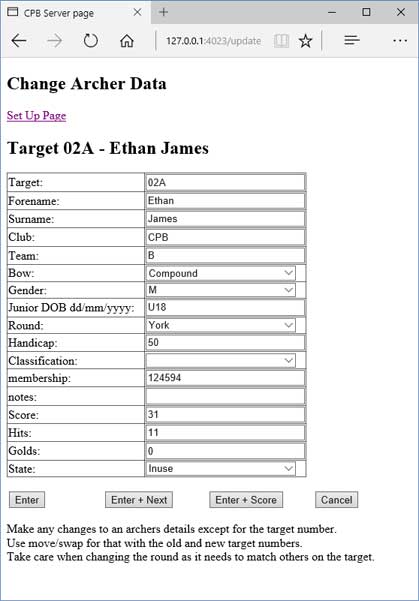 CPB Server page
127.0.0.1:4023/update
Change Archer Data
Set Up Page
Target 02A - Ethan James
Target: 02A
Forename: Ethan
Surname: James
Club: CPB
Team: B
Bow: Compound
Gender: M
Junior DOB dd/mm/yyyy: U18
Round: York
Handicap: 50
Classification:
membership: 124594
notes:
Score: 31
Hits: 11
Golds: 0
State: Inuse
Enter Enter + Next Enter + Score Cancel
Make any changes to an archers details except for the target number.
Use move/swap for that with the old and new target numbers.
Take care when changing the round as it needs to match others on the target.